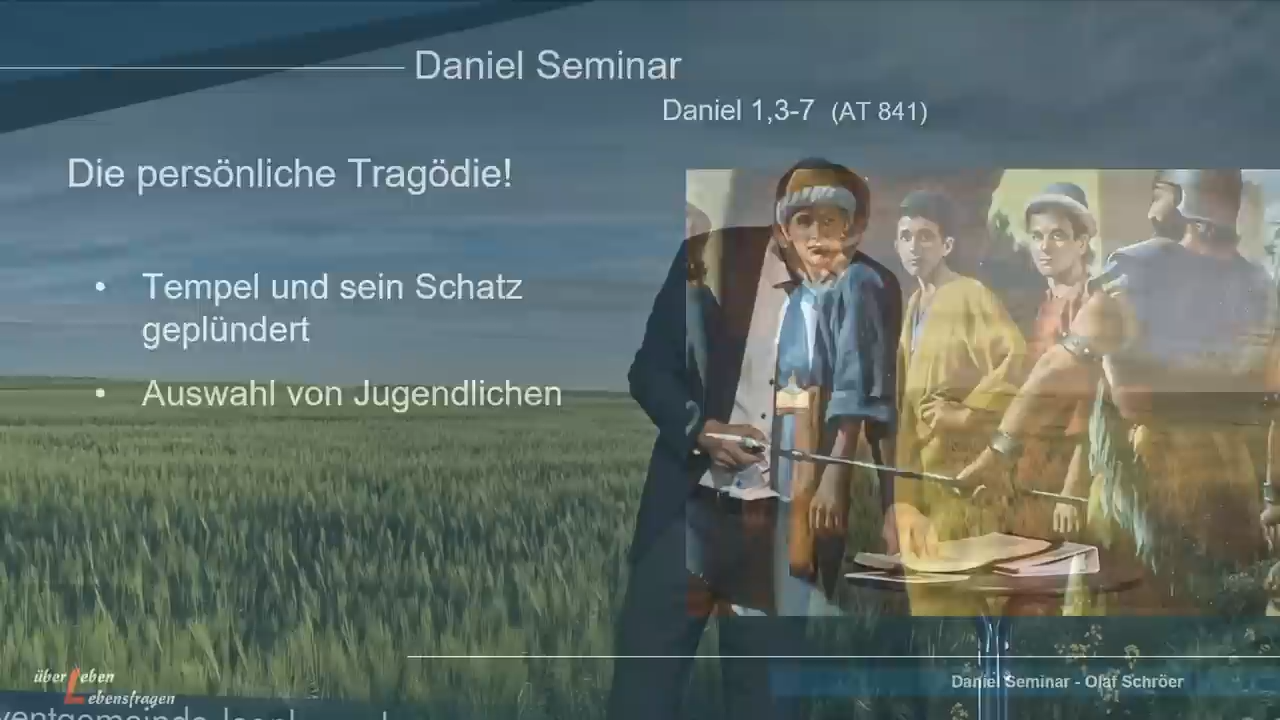 Daniel Seminar
Daniel 1,3-7 (AT 841)
Die persönliche Tragödie!
• Tempel und sein Schatz
geplündert
• Auswahl von Jugendlichen
über Leben
Lebensfragen
Daniel Seminar - Olaf Schröer